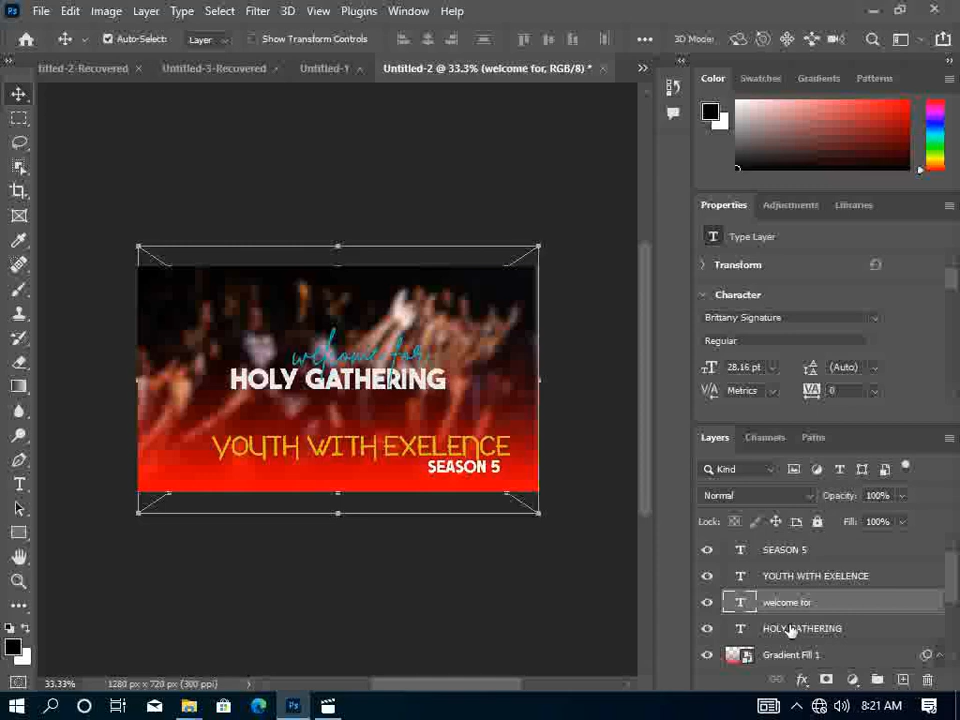 Ps File Edit Image Layer Type Select Filter 3D View Plugins Window Help
Auto-Select: Layer Show Transform Controls 3D Mode:
titled-2-Recovered × Untitled-3-Recovered Untitled-1 Untitled-2 @ 33.3% (welcome for, RGB/8) * ×
Color Swatches Gradients Patterns
Properties Adjustments Libraries
T Type Layer
Transform
Character
Brittany Signature
Regular
28.16 pt (Auto)
Metrics 0
welcome for
HOLY GATHERING
YOUTH WITH EXELENCE
SEASON 5
Layers Channels Paths
Kind
Normal Opacity: 100%
Lock: Fill: 100%
T SEASON 5
T YOUTH WITH EXELENCE
T welcome for
T HOLY GATHERING
Gradient Fill 1
33.33% 1280 px x 720 px (300 ppi)
8:21 AM